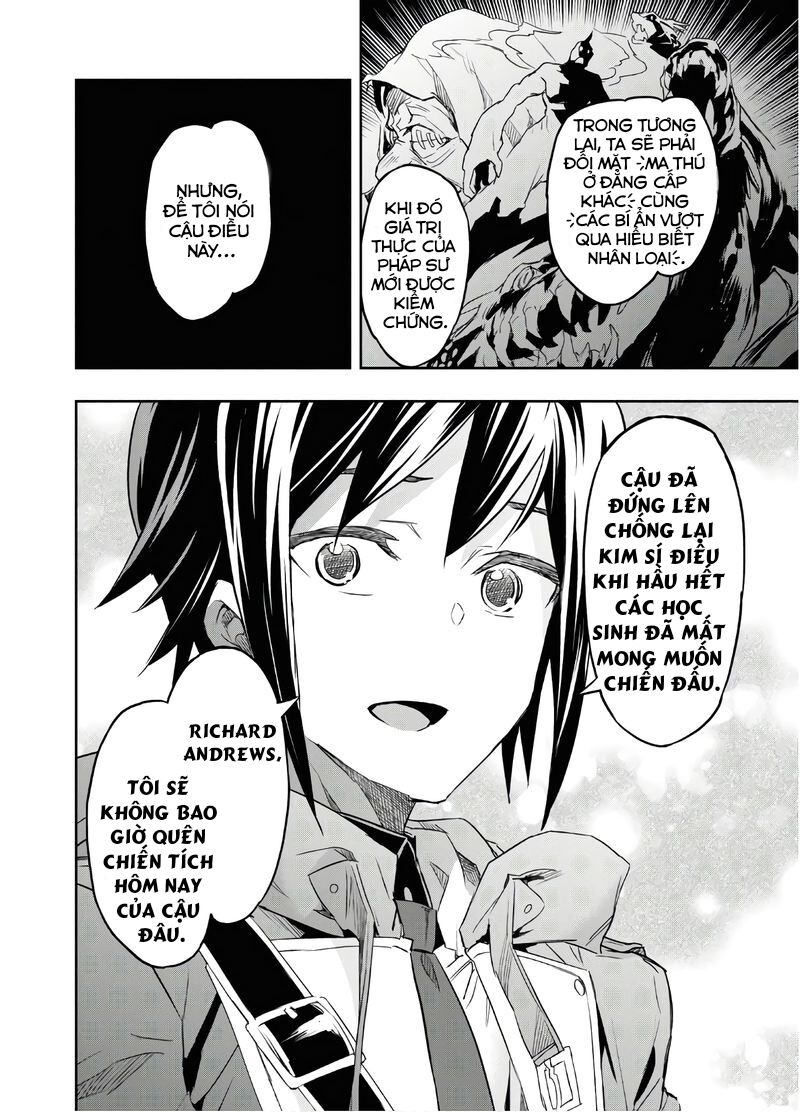 TRONG TƯƠNG
LAI, TA SẼ PHẢI
ĐỐI MẶT -:MA THÚ
Ở ĐẲNG CẤP
KHÁC:- CÙNG
-:CÁC BÍ ẨN VƯỢT
QUA HIỂU BIẾT
NHÂN LOẠI:-.
KHI ĐÓ
GIÁ TRỊ
THỰC CỦA
PHÁP SƯ
MỚI ĐƯỢC
KIỂM
CHỨNG.
NHƯNG,
ĐỂ TÔI NÓI
CẬU ĐIỀU
NÀY...
CẬU ĐÃ
ĐỨNG LÊN
CHỐNG LẠI
KIM SÍ ĐIỂU
KHI HẦU HẾT
CÁC HỌC
SINH ĐÃ MẤT
MONG MUỐN
CHIẾN ĐẤU.
RICHARD
ANDREWS,
TÔI SẼ
KHÔNG BAO
GIỜ QUÊN
CHIẾN TÍCH
HÔM NAY
CỦA CẬU
ĐÂU.